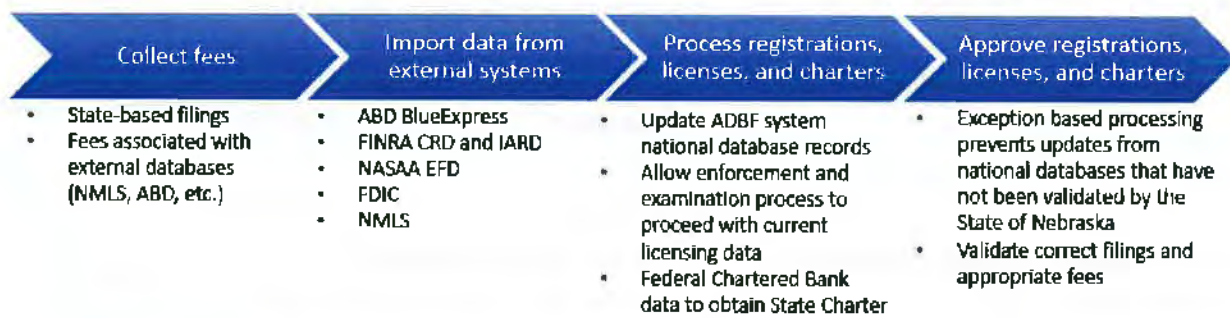 Collect fees
Import data from
external systems
Process registrations,
licenses, and charters
Approve registrations,
licenses, and charters
• State-based filings
• Fees associated with
external databases
(NMLS, ABD, etc.)
• ABD BlueExpress
• FINRA CRD and IARD
• NASAA EFD
• FDIC
• NMLS
• Update ADBF system
national database records
• Allow enforcement and
examination process to
proceed with current
licensing data
• Federal Chartered Bank
data to obtain State Charter
• Exception based processing
prevents updates from
national databases that have
not been validated by the
State of Nebraska
• Validate correct filings and
appropriate fees